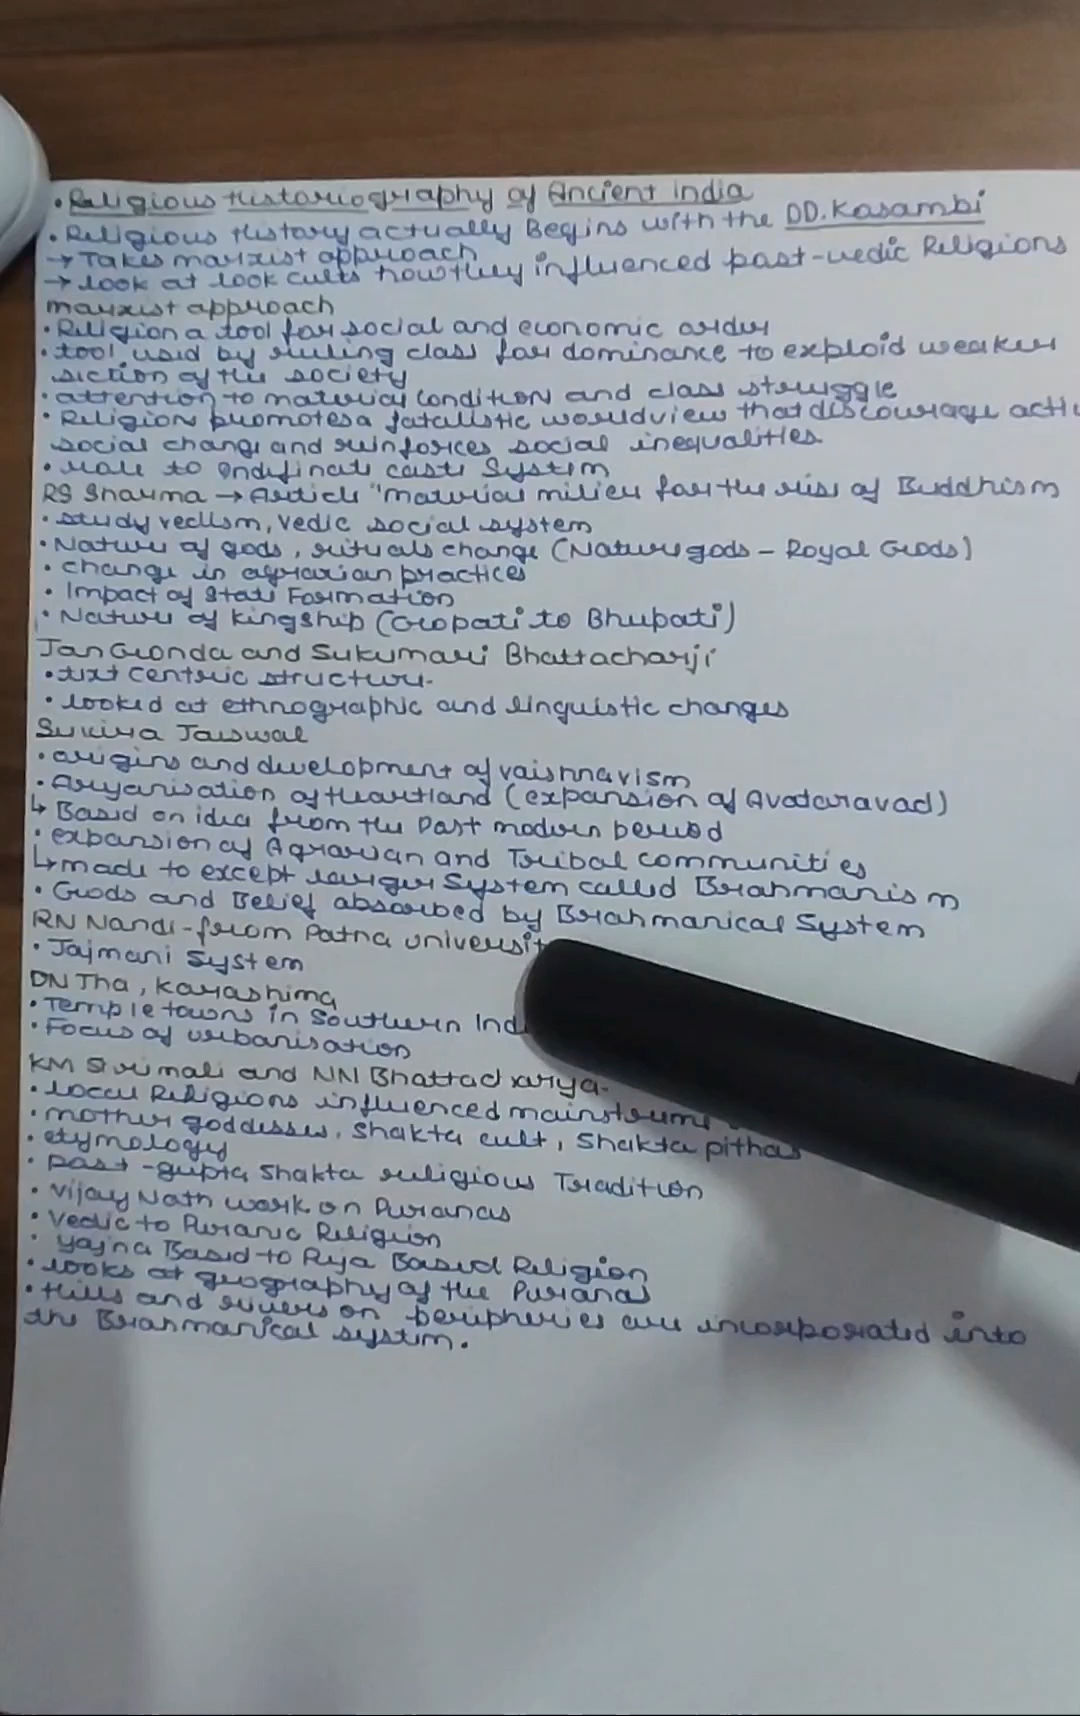 • Religious Historiography of Ancient india
• Religious History actually Begins with the DD. Kosambi
→ Takes marxist approach
→ look at look cults how they influenced post-vedic Religions
marxist approach
• Religion a tool for social and economic order
• tool used by ruling class for dominance to exploid weaker
siction of the society
• attention to material condition and class struggle
• Religion promotes a fatalistic worldview that discourage
social change and reinforces social inequalities.
• role to indefinate caste System
RS Sharma → Article "material milieu for the rise of Buddhism
• study vedism, vedic social system
• Nature of gods, rituals change (Nature gods - Royal Gods)
• change in agrarian practices
• Impact of State Formation
• Nature of kingship (Gopati to Bhupati)
Jan Gonda and Sukumari Bhattacharji
• text centric structure.
• looked at ethnographic and linguistic changes
Suvira Jaiswal
• origins and development of vaishnavism
• Aryanisation of Heartland (expansion of Avataravad)
↳ Based on idea from the Post modern period
• expansion of Agrarian and Tribal communities
↳ made to except larger System called Brahmanism
• Gods and Belief absorbed by Brahmanical System
RN Nandi - from Patna
• Jajmani System
DN Jha, Karashima
• Temple towns in Southern
• Focus of urbanisation
KM Shrimali and NN Bhattacharya-
• local Religions influenced mainstreame
• mother goddesses, Shakta cult, Shakta pithas
• etymology
• post-gupta Shakta religious Tradition
• Vijay Nath work on Puranas
• Vedic to Puranic Religion
• yajna Based to Puja Based Religion
• looks at geography of the Puranas
• Hills and rivers on peripheries are incorporated into
the Brahmanical system.